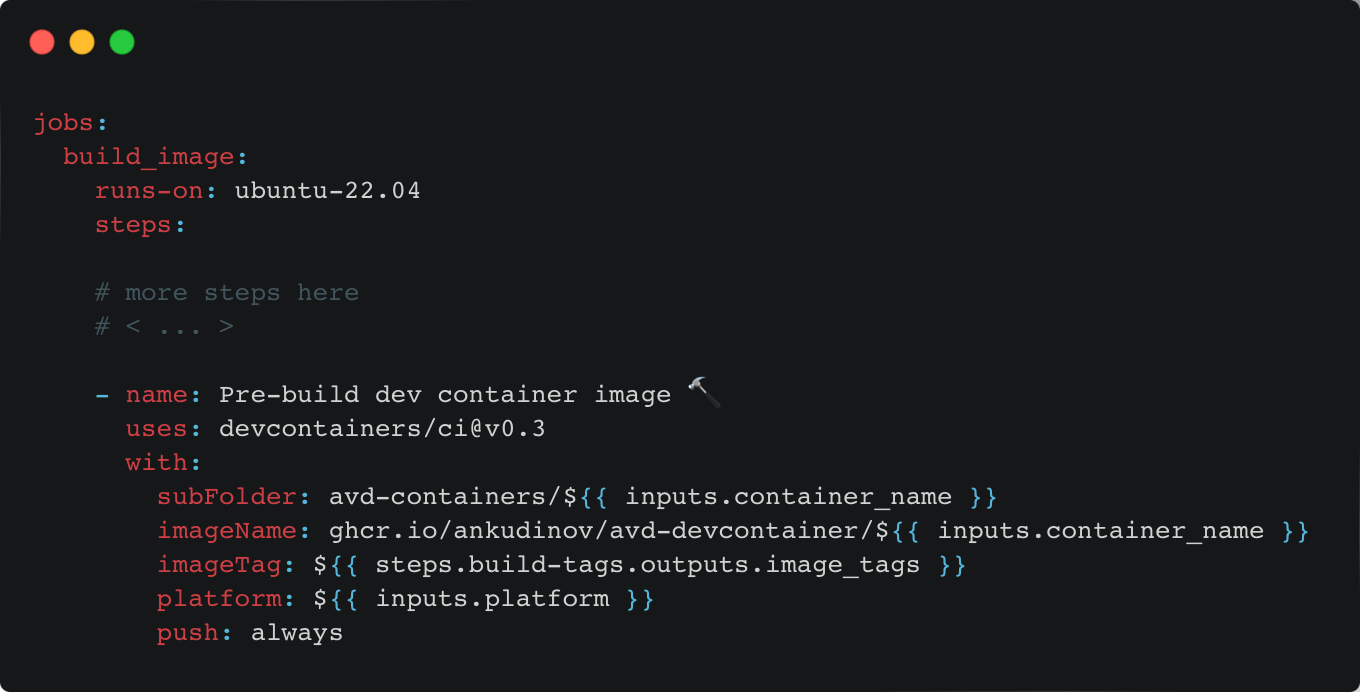 jobs:
  build_image:
    runs-on: ubuntu-22.04
    steps:

    # more steps here
    # < ... >

    - name: Pre-build dev container image 🔨
      uses: devcontainers/ci@v0.3
      with:
        subFolder: avd-containers/${{ inputs.container_name }}
        imageName: ghcr.io/ankudinov/avd-devcontainer/${{ inputs.container_name }}
        imageTag: ${{ steps.build-tags.outputs.image_tags }}
        platform: ${{ inputs.platform }}
        push: always